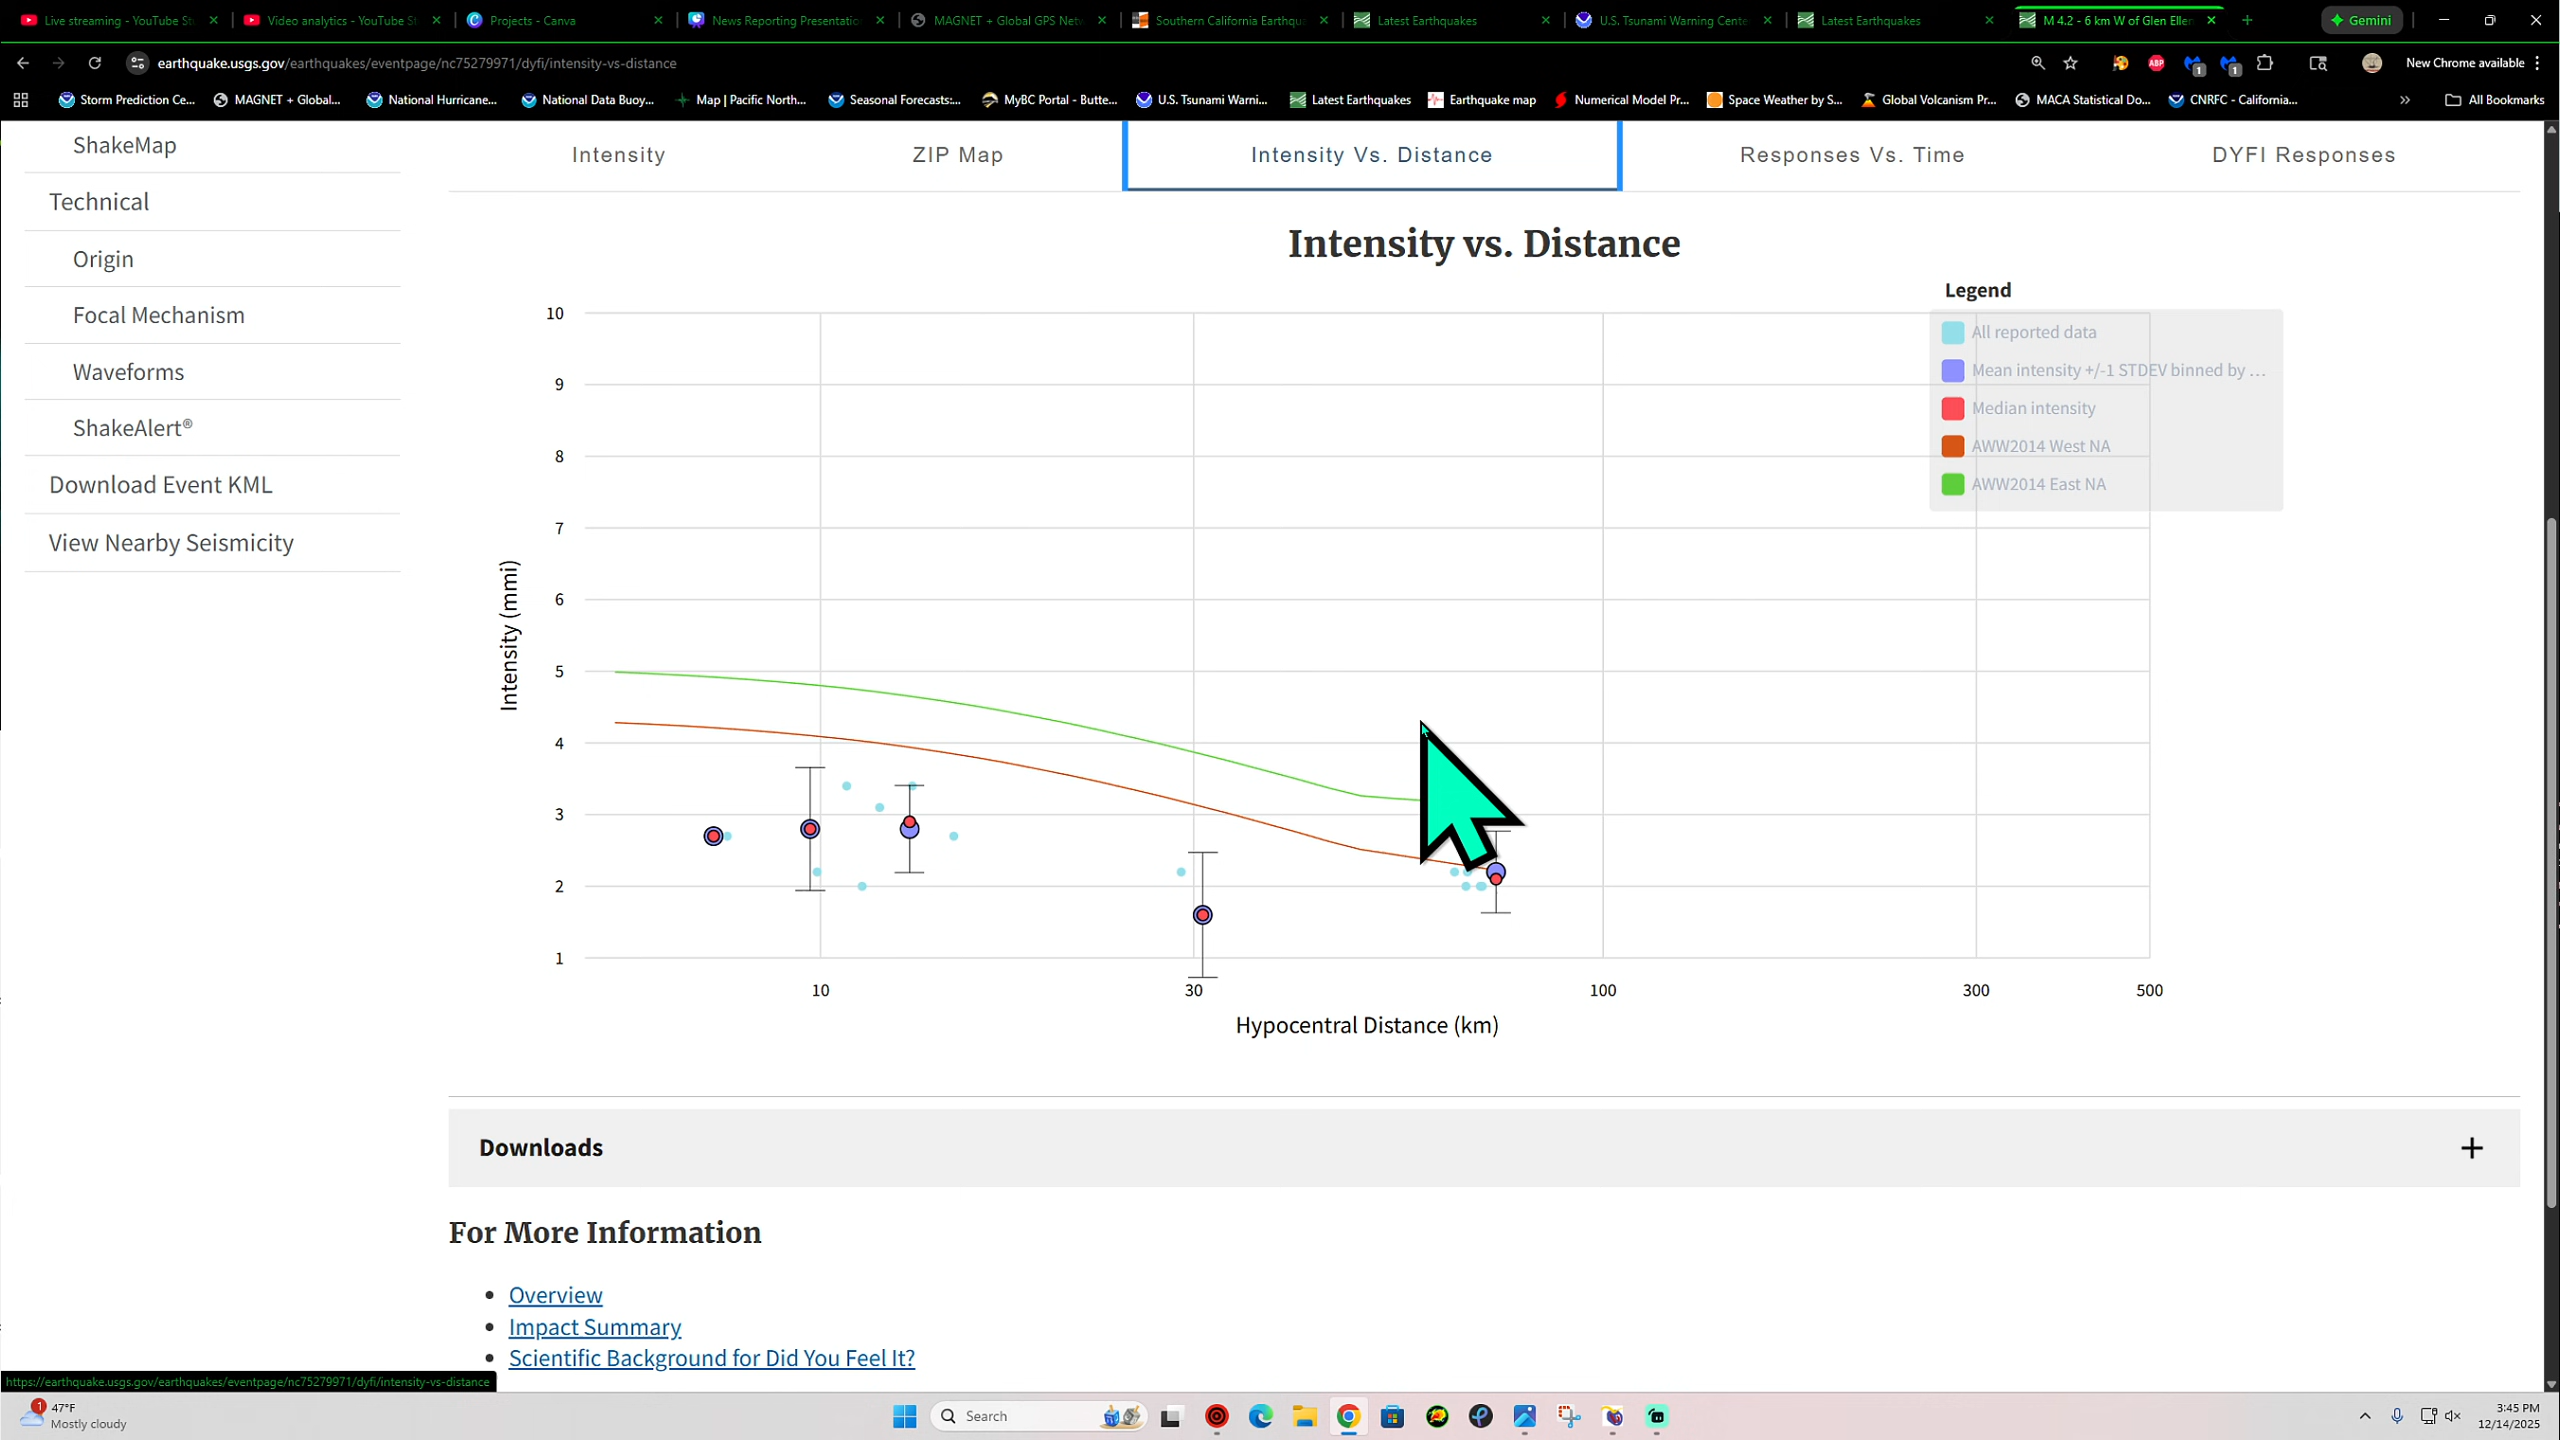 Live streaming - YouTube St
Video analytics - YouTube S
Projects - Canva
News Reporting Presentatio
MAGNET + Global GPS Netw
Southern California Earthqua
Latest Earthquakes
U.S. Tsunami Warning Cente
Latest Earthquakes
M 4.2 - 6 km W of Glen Ellen
Gemini
earthquake.usgs.gov/earthquakes/eventpage/nc75279971/dyfi/intensity-vs-distance
ABP
1
1
New Chrome available
Storm Prediction Ce...
MAGNET + Global...
National Hurricane...
National Data Buoy...
Map | Pacific North...
Seasonal Forecasts:...
MyBC Portal - Butte...
U.S. Tsunami Warni...
Latest Earthquakes
Earthquake map
Numerical Model Pr...
Space Weather by S...
Global Volcanism Pr...
MACA Statistical Do...
CNRFC - California...
»
All Bookmarks
ShakeMap
Technical
Origin
Focal Mechanism
Waveforms
ShakeAlert®
Download Event KML
View Nearby Seismicity
Intensity
ZIP Map
Intensity Vs. Distance
Responses Vs. Time
DYFI Responses
Intensity vs. Distance
Legend
All reported data
Mean intensity +/-1 STDEV binned by ...
Median intensity
AWW2014 West NA
AWW2014 East NA
10
9
8
7
6
5
4
3
2
1
Intensity (mmi)
10
30
100
300
500
Hypocentral Distance (km)
Downloads
+
For More Information
• Overview
• Impact Summary
• Scientific Background for Did You Feel It?
https://earthquake.usgs.gov/earthquakes/eventpage/nc75279971/dyfi/intensity-vs-distance
1
47°F
Mostly cloudy
Search
3:45 PM
12/14/2025